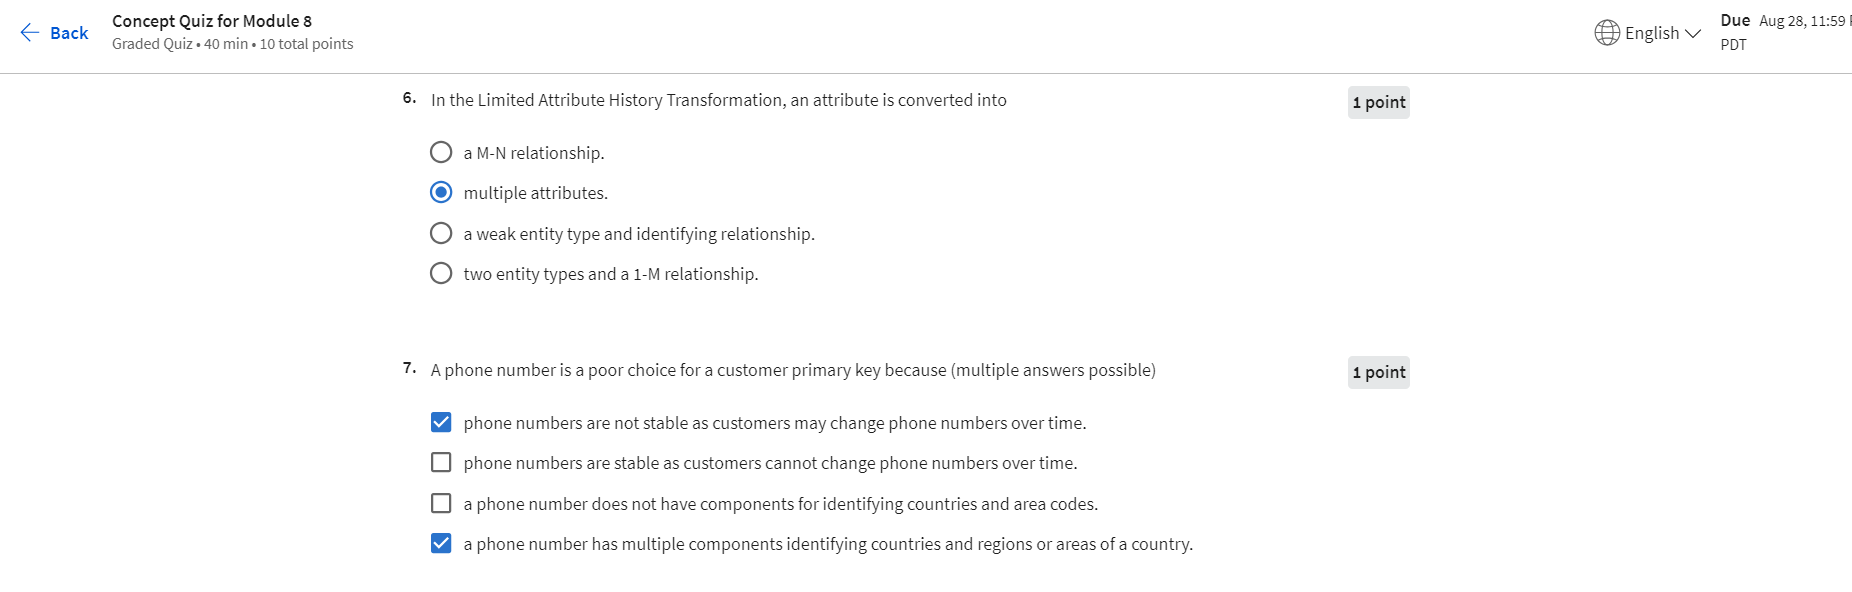 Back
Concept Quiz for Module 8
Graded Quiz • 40 min • 10 total points
English
Due Aug 28, 11:59
PDT
6. In the Limited Attribute History Transformation, an attribute is converted into
1 point
a M-N relationship.
multiple attributes.
a weak entity type and identifying relationship.
two entity types and a 1-M relationship.
7. A phone number is a poor choice for a customer primary key because (multiple answers possible)
1 point
phone numbers are not stable as customers may change phone numbers over time.
phone numbers are stable as customers cannot change phone numbers over time.
a phone number does not have components for identifying countries and area codes.
a phone number has multiple components identifying countries and regions or areas of a country.